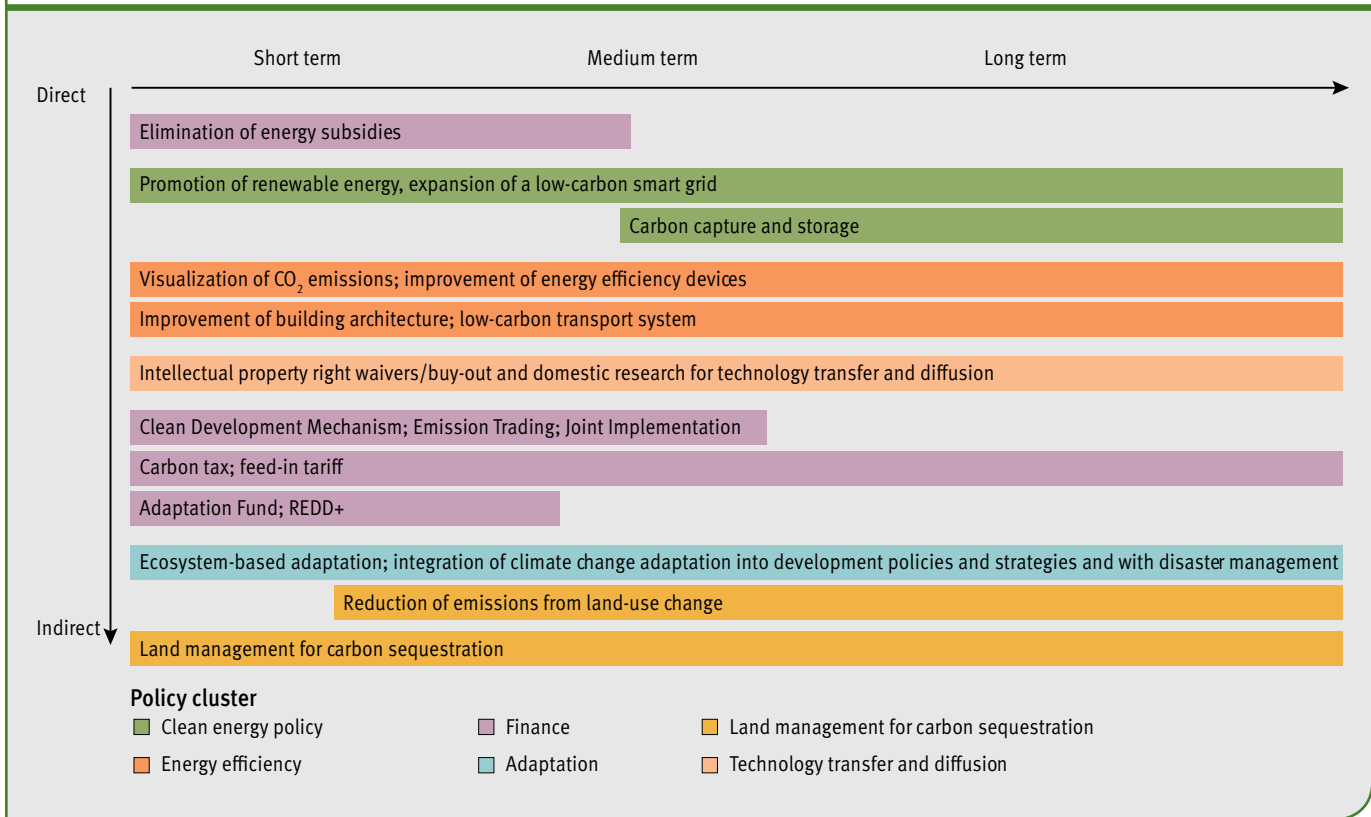 Short term Medium term Long term
Direct
Elimination of energy subsidies
Promotion of renewable energy, expansion of a low-carbon smart grid
Carbon capture and storage
Visualization of CO₂ emissions; improvement of energy efficiency devices
Improvement of building architecture; low-carbon transport system
Intellectual property right waivers/buy-out and domestic research for technology transfer and diffusion
Clean Development Mechanism; Emission Trading; Joint Implementation
Carbon tax; feed-in tariff
Adaptation Fund; REDD+
Ecosystem-based adaptation; integration of climate change adaptation into development policies and strategies and with disaster management
Reduction of emissions from land-use change
Indirect
Land management for carbon sequestration
Policy cluster
Clean energy policy Finance Land management for carbon sequestration
Energy efficiency Adaptation Technology transfer and diffusion